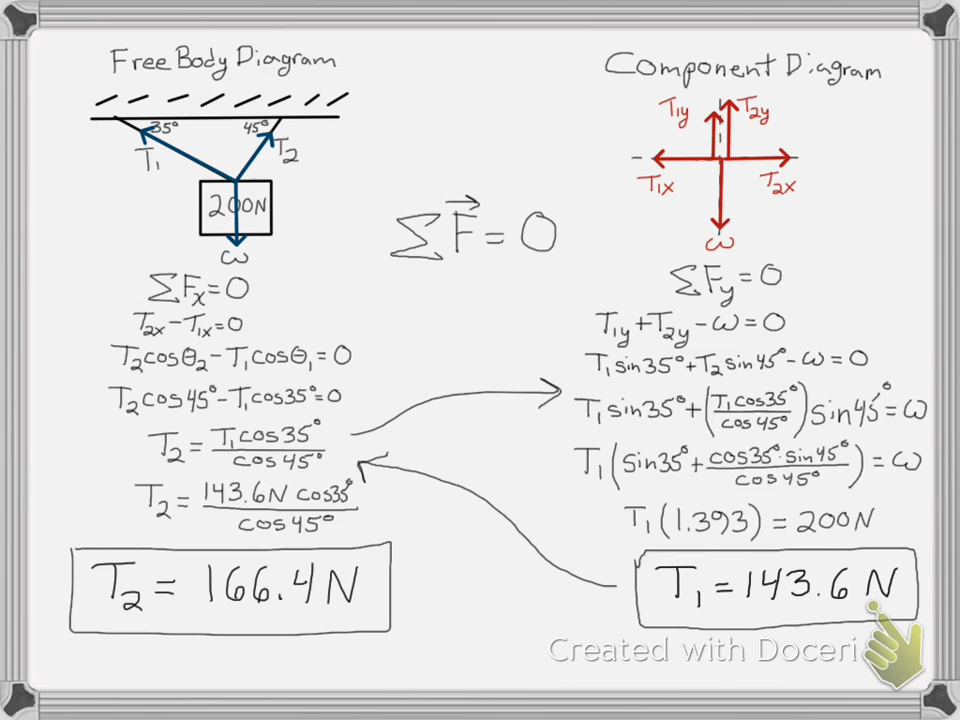 Free Body Diagram
35° 45°
T₁ T₂
200N
ω
ΣFₓ=0
T₂ₓ-T₁ₓ=0
T₂cosθ₂-T₁cosθ₁=0
T₂cos45°-T₁cos35°=0
T₂=T₁cos35°/cos45°
T₂=143.6N cos35°/cos45°
T₂= 166.4N
ΣF⃗=0
Component Diagram
T₁y T₂y
T₁x T₂x
ω
ΣFy=0
T₁y+T₂y-ω=0
T₁sin35°+T₂sin45°-ω=0
T₁sin35°+(T₁cos35°/cos45°)sin45°=ω
T₁(sin35°+cos35°·sin45°/cos45°)=ω
T₁(1.393)=200N
T₁=143.6 N
Created with Doceri